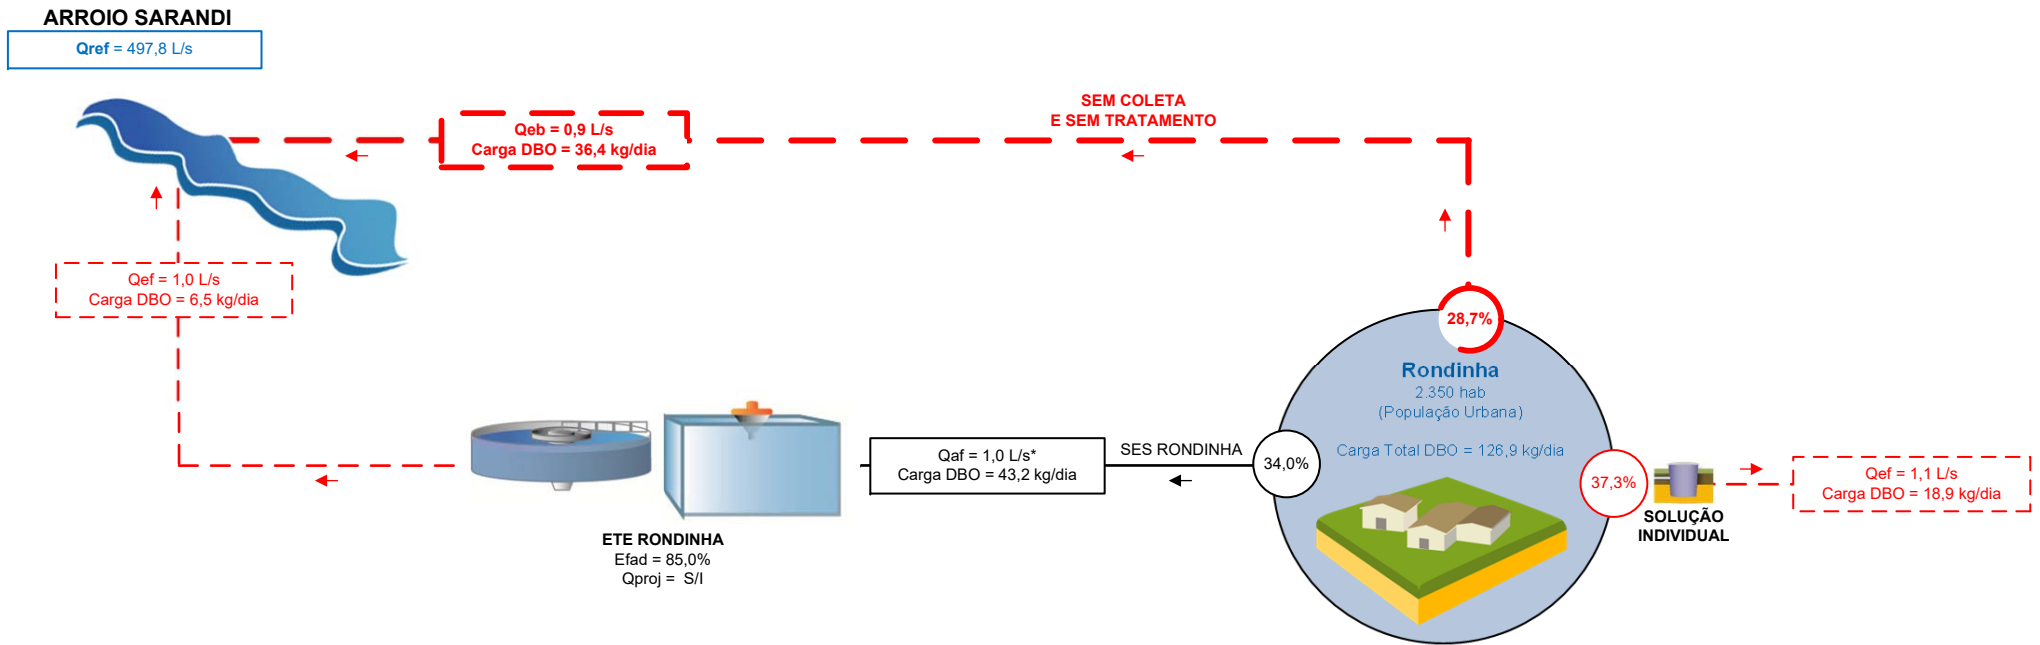 ARROIO SARANDI
Qref = 497,8 L/s
SEM COLETA
E SEM TRATAMENTO
Qeb = 0,9 L/s
Carga DBO = 36,4 kg/dia
Qef = 1,0 L/s
Carga DBO = 6,5 kg/dia
28,7%
Rondinha
2.350 hab
(População Urbana)
Carga Total DBO = 126,9 kg/dia
SES RONDINHA
34,0%
Qaf = 1,0 L/s*
Carga DBO = 43,2 kg/dia
37,3%
Qef = 1,1 L/s
Carga DBO = 18,9 kg/dia
SOLUÇÃO
INDIVIDUAL
ETE RONDINHA
Efad = 85,0%
Qproj = S/I